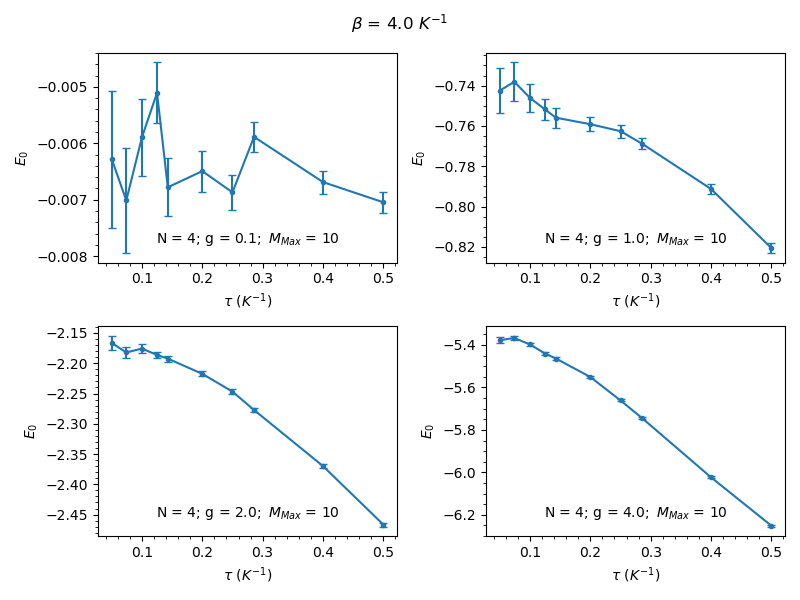 β = 4.0 K⁻¹
−0.005
−0.006
−0.007
−0.008
E₀
0.1 0.2 0.3 0.4 0.5
τ (K⁻¹)
N = 4; g = 0.1; M_Max = 10
−0.74
−0.76
−0.78
−0.80
−0.82
E₀
0.1 0.2 0.3 0.4 0.5
τ (K⁻¹)
N = 4; g = 1.0; M_Max = 10
−2.15
−2.20
−2.25
−2.30
−2.35
−2.40
−2.45
E₀
0.1 0.2 0.3 0.4 0.5
τ (K⁻¹)
N = 4; g = 2.0; M_Max = 10
−5.4
−5.6
−5.8
−6.0
−6.2
E₀
0.1 0.2 0.3 0.4 0.5
τ (K⁻¹)
N = 4; g = 4.0; M_Max = 10